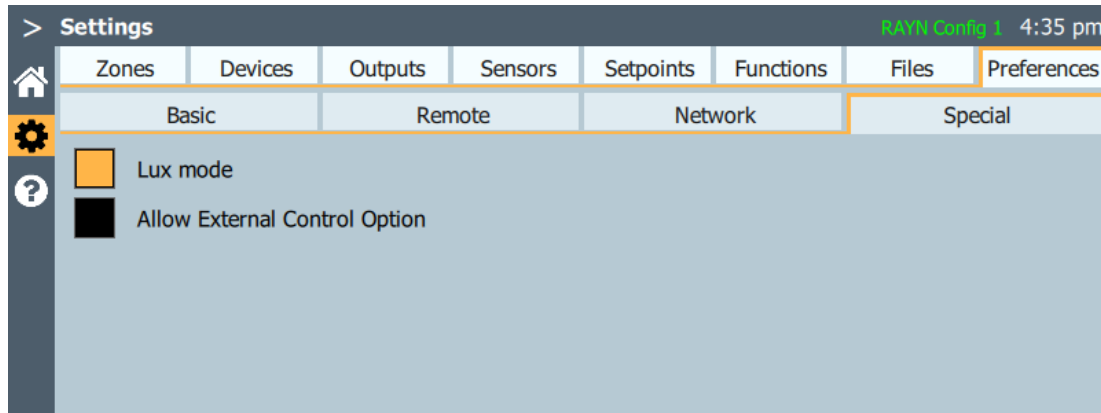 > Settings RAYN Config 1 4:35 pm
Zones Devices Outputs Sensors Setpoints Functions Files Preferences
Basic Remote Network Special
Lux mode
? Allow External Control Option